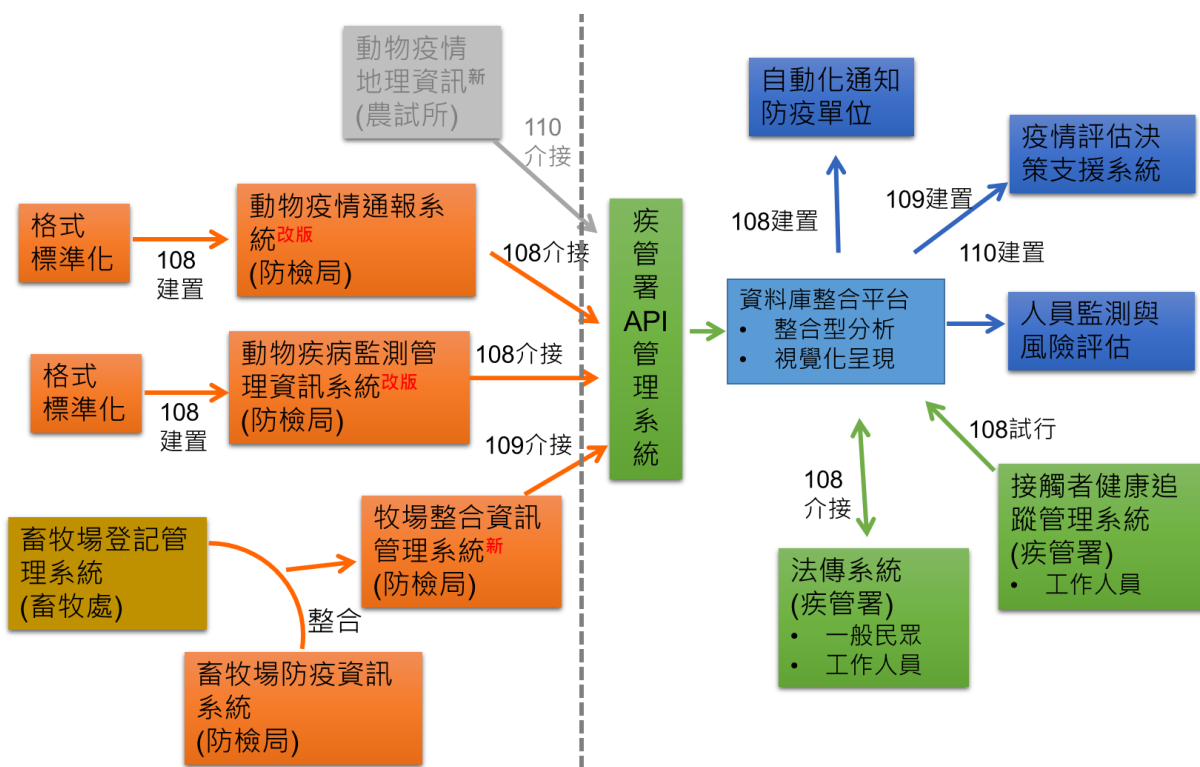 動物疫情
地理資訊新
(農試所)
110
介接
自動化通知
防疫單位
疫情評估決
策支援系統
108建置
109建置
110建置
格式
標準化
108
建置
動物疫情通報系
統改版
(防檢局)
108介接
疾
管
署
API
管
理
系
統
資料庫整合平台
• 整合型分析
• 視覺化呈現
人員監測與
風險評估
格式
標準化
108
建置
動物疾病監測管
理資訊系統改版
(防檢局)
108介接
109介接
畜牧場登記管
理系統
(畜牧處)
整合
畜牧場防疫資訊
系統
(防檢局)
牧場整合資訊
管理系統新
(防檢局)
108
介接
108試行
法傳系統
(疾管署)
• 一般民眾
• 工作人員
接觸者健康追
蹤管理系統
(疾管署)
• 工作人員